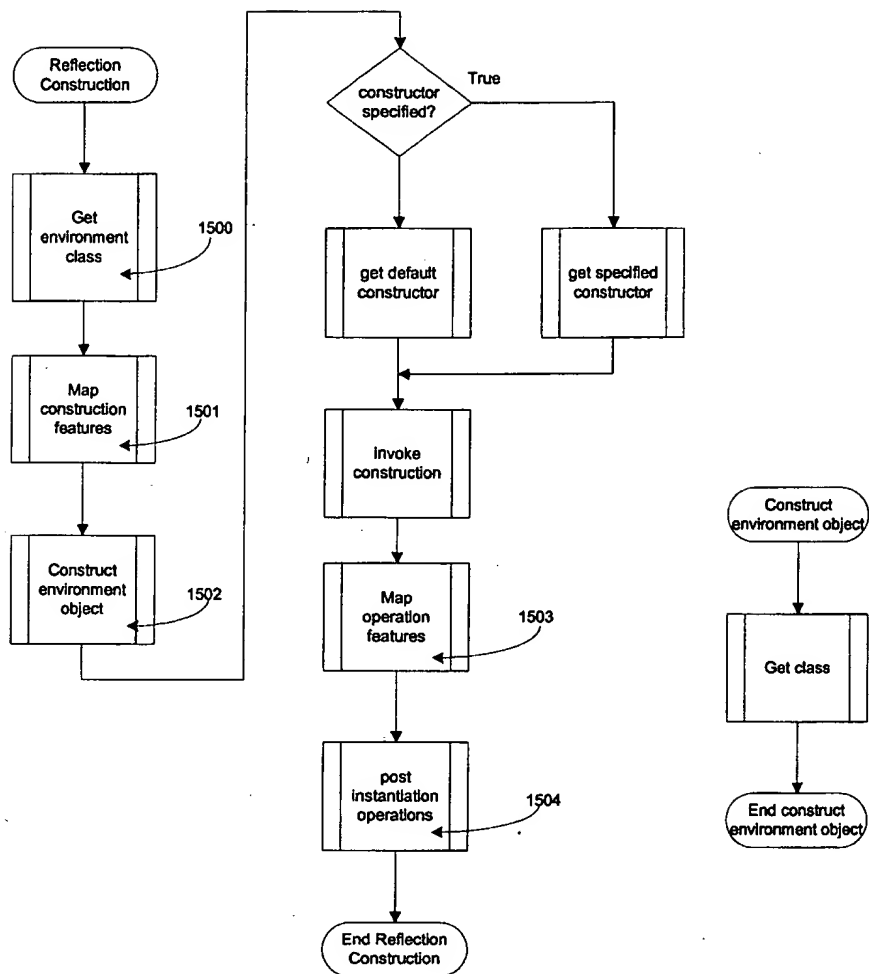 Reflection
Construction
Get
environment
class
1500
Map
construction
features
1501
Construct
environment
object
1502
constructor
specified?
True
get default
constructor
get specified
constructor
invoke
construction
Map
operation
features
1503
post
instantiation
operations
1504
End Reflection
Construction
Construct
environment object
Get class
End construct
environment object